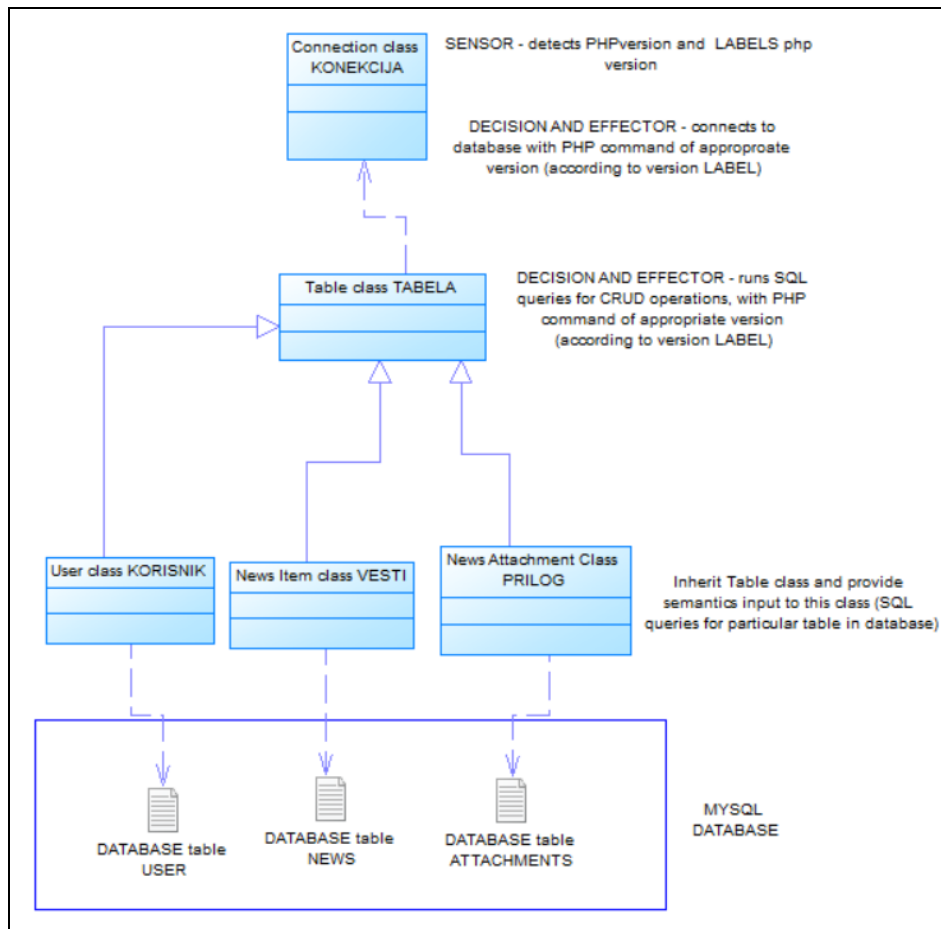 Connection class
KONEKCIJA
SENSOR - detects PHPversion and LABELS php
version
DECISION AND EFFECTOR - connects to
database with PHP command of approproate
version (according to version LABEL)
Table class TABELA
DECISION AND EFFECTOR - runs SQL
queries for CRUD operations, with PHP
command of appropriate version
(according to version LABEL)
User class KORISNIK
News Item class VESTI
News Attachment Class
PRILOG
Inherit Table class and provide
semantics input to this class (SQL
queries for particular table in database)
DATABASE table
USER
DATABASE table
NEWS
DATABASE table
ATTACHMENTS
MYSQL
DATABASE